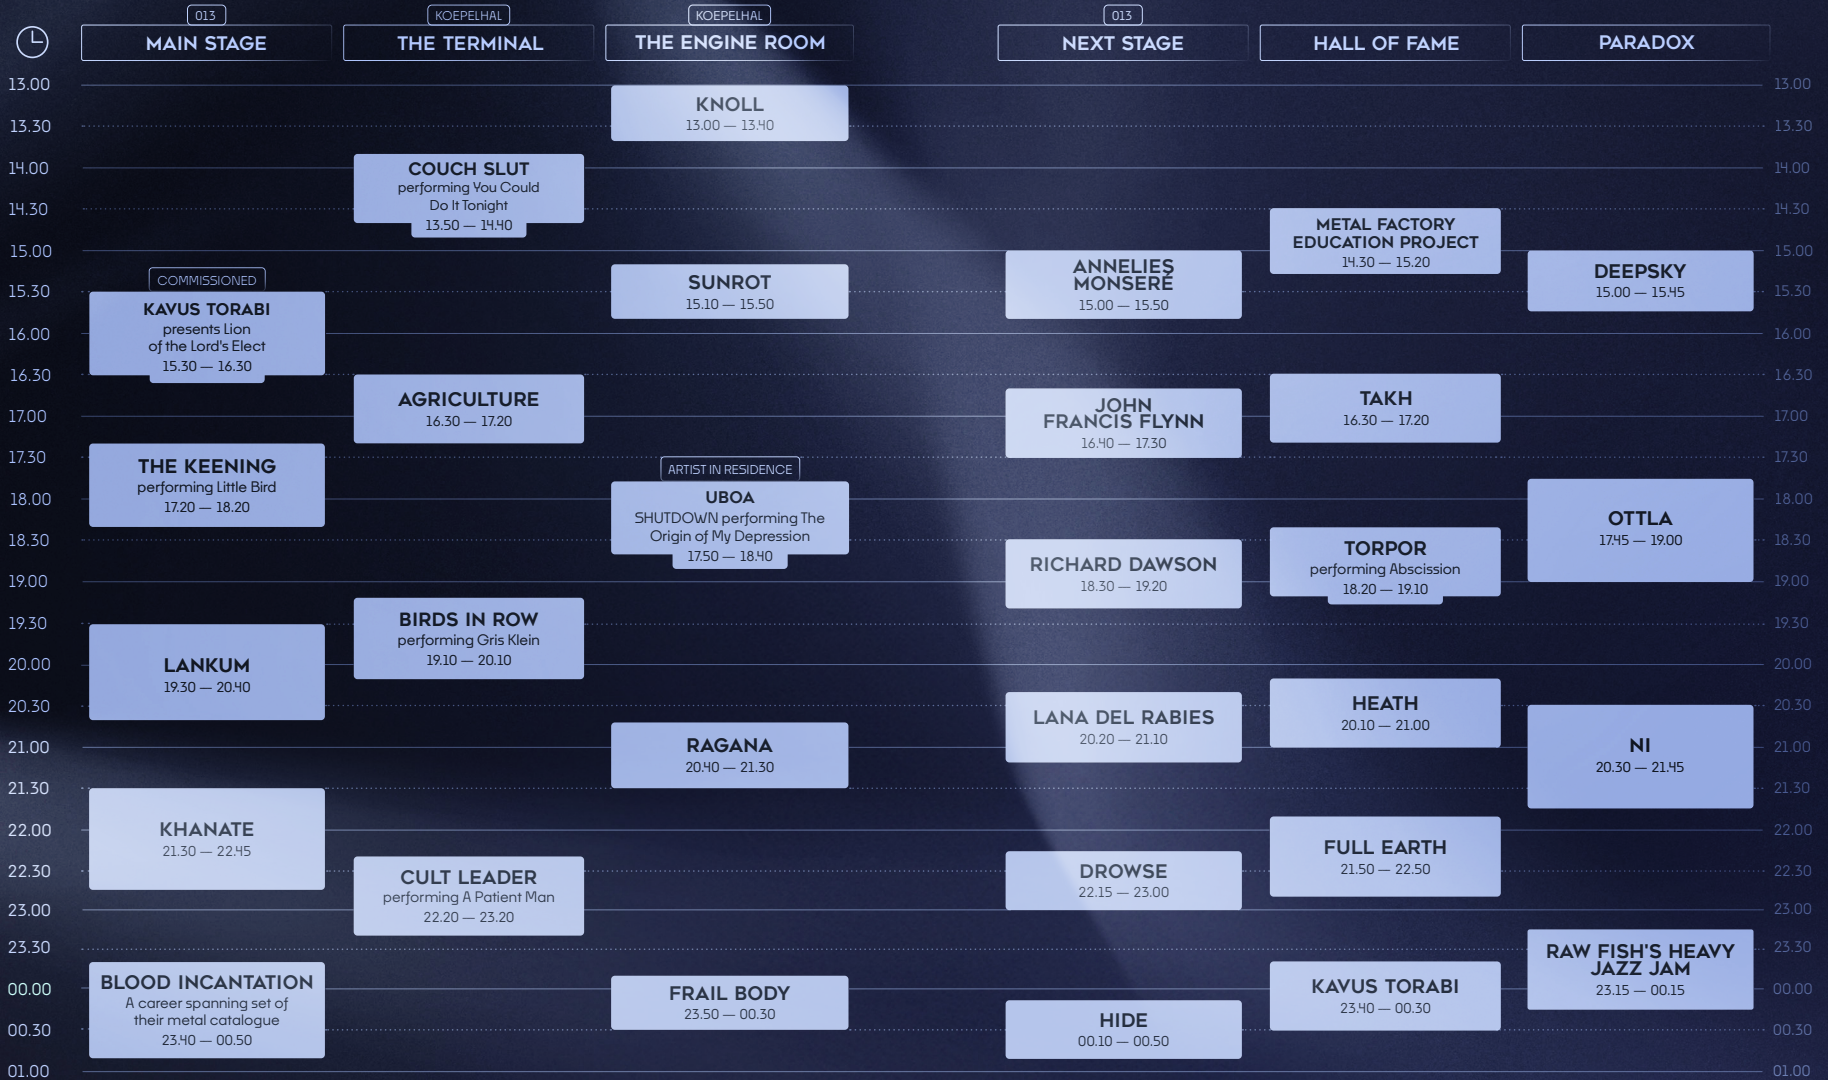 013
KOEPELHAL
KOEPELHAL
013
MAIN STAGE
THE TERMINAL
THE ENGINE ROOM
NEXT STAGE
HALL OF FAME
PARADOX
13.00
13.30
14.00
14.30
15.00
15.30
16.00
16.30
17.00
17.30
18.00
18.30
19.00
19.30
20.00
20.30
21.00
21.30
22.00
22.30
23.00
23.30
00.00
00.30
01.00
COMMISSIONED
KAVUS TORABI
presents Lion
of the Lord's Elect
15.30 — 16.30
THE KEENING
performing Little Bird
17.20 — 18.20
LANKUM
19.30 — 20.40
KHANATE
21.30 — 22.45
BLOOD INCANTATION
A career spanning set of
their metal catalogue
23.40 — 00.50
COUCH SLUT
performing You Could
Do It Tonight
13.50 — 14.40
AGRICULTURE
16.30 — 17.20
BIRDS IN ROW
performing Gris Klein
19.10 — 20.10
CULT LEADER
performing A Patient Man
22.20 — 23.20
KNOLL
13.00 — 13.40
SUNROT
15.10 — 15.50
ARTIST IN RESIDENCE
UBOA
SHUTDOWN performing The
Origin of My Depression
17.50 — 18.40
RAGANA
20.40 — 21.30
FRAIL BODY
23.50 — 00.30
ANNELIES
MONSERÉ
15.00 — 15.50
JOHN
FRANCIS FLYNN
16.40 — 17.30
RICHARD DAWSON
18.30 — 19.20
LANA DEL RABIES
20.20 — 21.10
DROWSE
22.15 — 23.00
HIDE
00.10 — 00.50
METAL FACTORY
EDUCATION PROJECT
14.30 — 15.20
TAKH
16.30 — 17.20
TORPOR
performing Abscission
18.20 — 19.10
HEATH
20.10 — 21.00
FULL EARTH
21.50 — 22.50
KAVUS TORABI
23.40 — 00.30
DEEPSKY
15.00 — 15.45
OTTLA
17.45 — 19.00
NI
20.30 — 21.45
RAW FISH'S HEAVY
JAZZ JAM
23.15 — 00.15
13.00
13.30
14.00
14.30
15.00
15.30
16.00
16.30
17.00
17.30
18.00
18.30
19.00
19.30
20.00
20.30
21.00
21.30
22.00
22.30
23.00
23.30
00.00
00.30
01.00